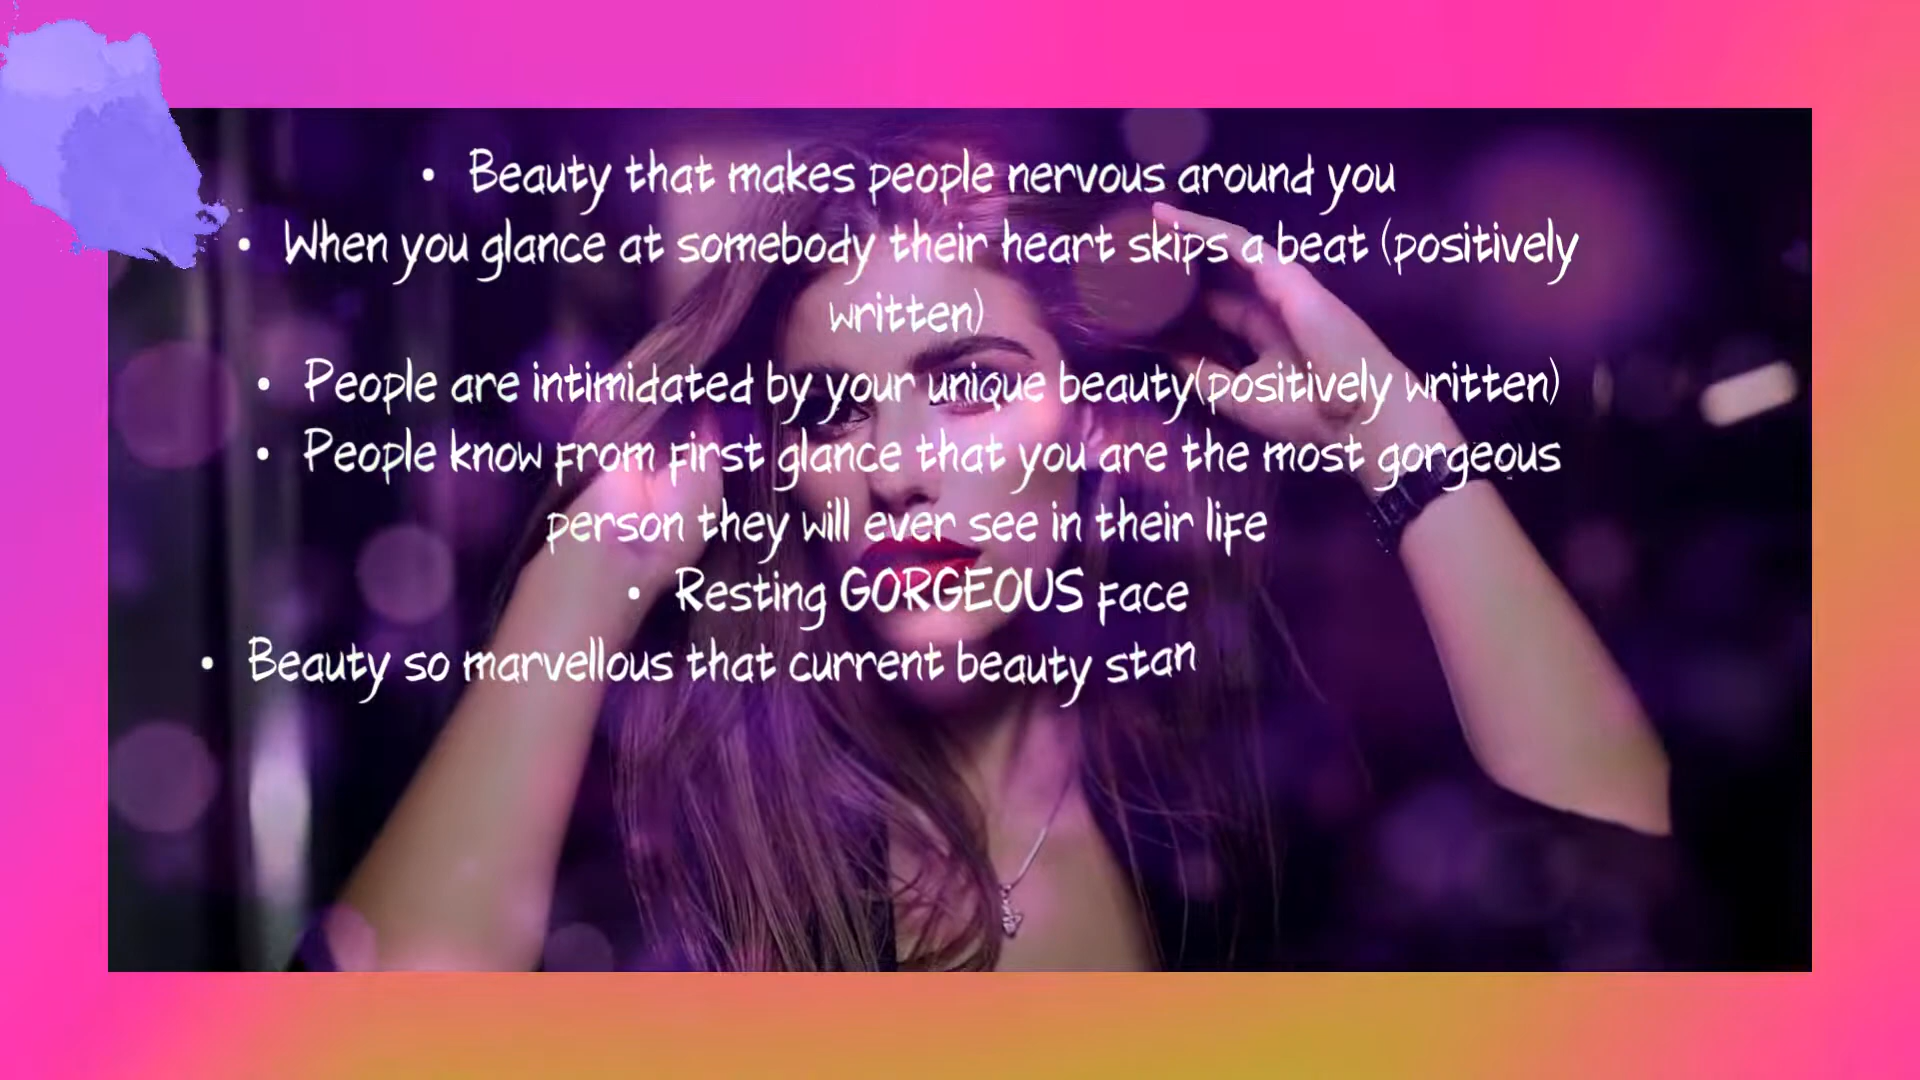 • Beauty that makes people nervous around you
• When you glance at somebody their heart skips a beat (positively
written)
• People are intimidated by your unique beauty(positively written)
• People know from first glance that you are the most gorgeous
person they will ever see in their life
• Resting GORGEOUS face
• Beauty so marvellous that current beauty stan